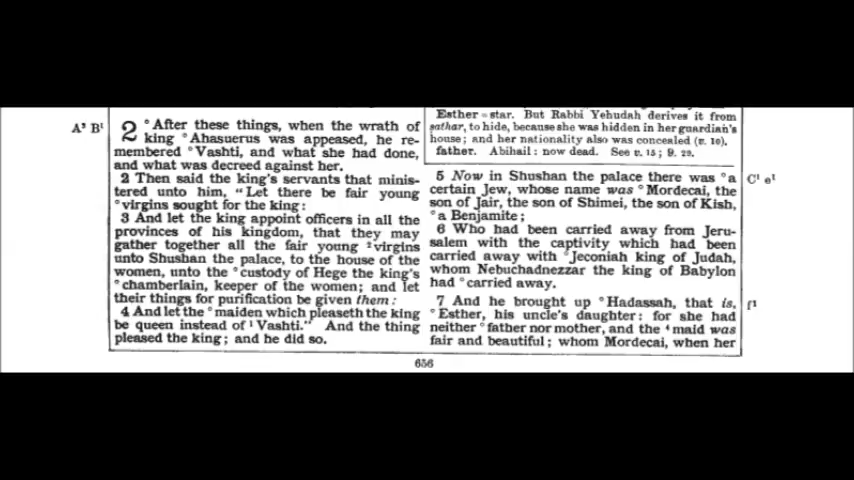 A³ B¹
2 °After these things, when the wrath of
king °Ahasuerus was appeased, he re-
membered °Vashti, and what she had done,
and what was decreed against her.
2 Then said the king's servants that minis-
tered unto him, "Let there be fair young
°virgins sought for the king:
3 And let the king appoint officers in all the
provinces of his kingdom, that they may
gather together all the fair young ²virgins
unto Shushan the palace, to the house of the
women, unto the °custody of Hege the king's
°chamberlain, keeper of the women; and let
their things for purification be given them:
4 And let the °maiden which pleaseth the king
be queen instead of ¹Vashti." And the thing
pleased the king; and he did so.
Esther=star. But Rabbi Yehudah derives it from
sathar, to hide, because she was hidden in her guardian's
house; and her nationality also was concealed (v. 10).
father. Abihail: now dead. See v. 15; 9. 29.
5 Now in Shushan the palace there was °a
certain Jew, whose name was °Mordecai, the
son of Jair, the son of Shimei, the son of Kish,
°a Benjamite;
C¹ e¹
6 Who had been carried away from Jeru-
salem with the captivity which had been
carried away with °Jeconiah king of Judah,
whom Nebuchadnezzar the king of Babylon
had °carried away.
7 And he brought up °Hadassah, that is,
°Esther, his uncle's daughter: for she had
neither °father nor mother, and the ⁴maid was
fair and beautiful; whom Mordecai, when her
f¹
656